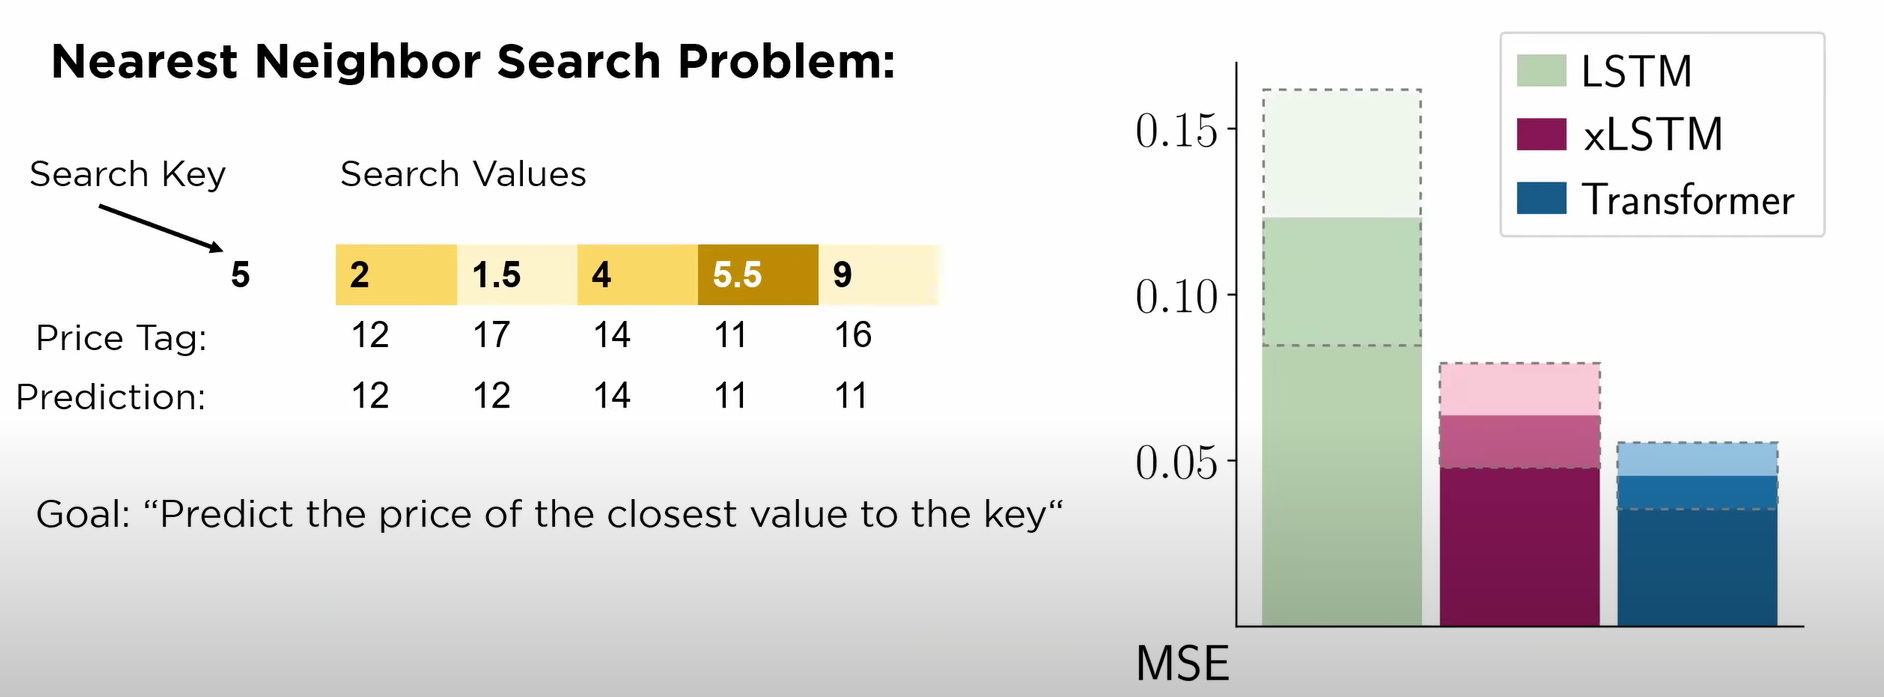 Nearest Neighbor Search Problem:
Search Key
Search Values
5
2 1.5 4 5.5 9
Price Tag: 12 17 14 11 16
Prediction: 12 12 14 11 11
Goal: “Predict the price of the closest value to the key“
0.15
0.10
0.05
MSE
LSTM
xLSTM
Transformer